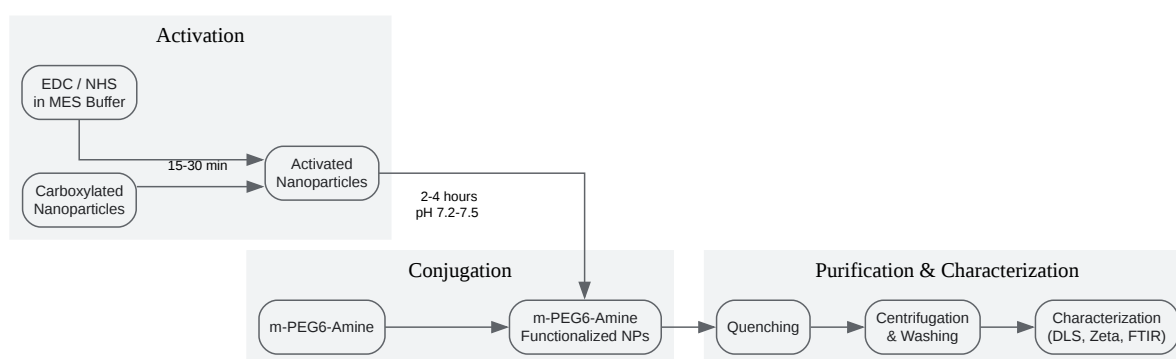 Activation
EDC / NHS
in MES Buffer
15-30 min
Activated
Nanoparticles
Carboxylated
Nanoparticles
2-4 hours
pH 7.2-7.5
Conjugation
m-PEG6-Amine
m-PEG6-Amine
Functionalized NPs
Purification & Characterization
Quenching
Centrifugation
& Washing
Characterization
(DLS, Zeta, FTIR)